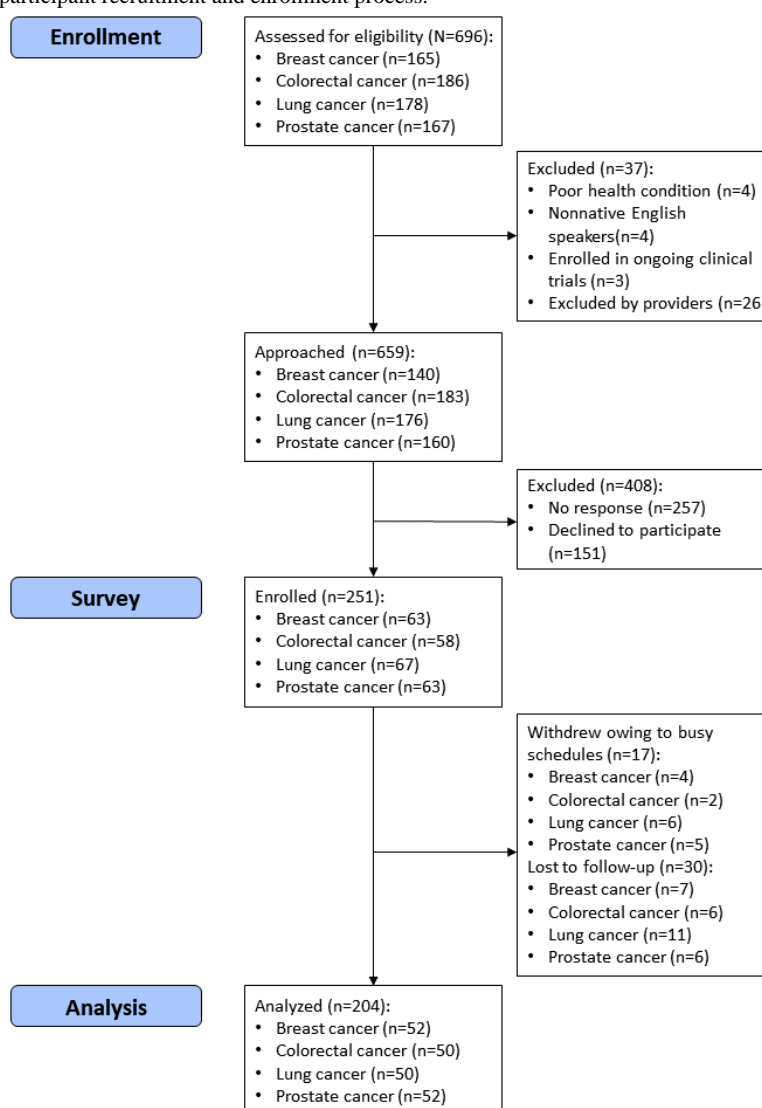 participant recruitment and enrollment process.
Enrollment
Assessed for eligibility (N=696):
• Breast cancer (n=165)
• Colorectal cancer (n=186)
• Lung cancer (n=178)
• Prostate cancer (n=167)
Excluded (n=37):
• Poor health condition (n=4)
• Nonnative English
speakers(n=4)
• Enrolled in ongoing clinical
trials (n=3)
• Excluded by providers (n=26
Approached (n=659):
• Breast cancer (n=140)
• Colorectal cancer (n=183)
• Lung cancer (n=176)
• Prostate cancer (n=160)
Excluded (n=408):
• No response (n=257)
• Declined to participate
(n=151)
Survey
Enrolled (n=251):
• Breast cancer (n=63)
• Colorectal cancer (n=58)
• Lung cancer (n=67)
• Prostate cancer (n=63)
Withdrew owing to busy
schedules (n=17):
• Breast cancer (n=4)
• Colorectal cancer (n=2)
• Lung cancer (n=6)
• Prostate cancer (n=5)
Lost to follow-up (n=30):
• Breast cancer (n=7)
• Colorectal cancer (n=6)
• Lung cancer (n=11)
• Prostate cancer (n=6)
Analysis
Analyzed (n=204):
• Breast cancer (n=52)
• Colorectal cancer (n=50)
• Lung cancer (n=50)
• Prostate cancer (n=52)